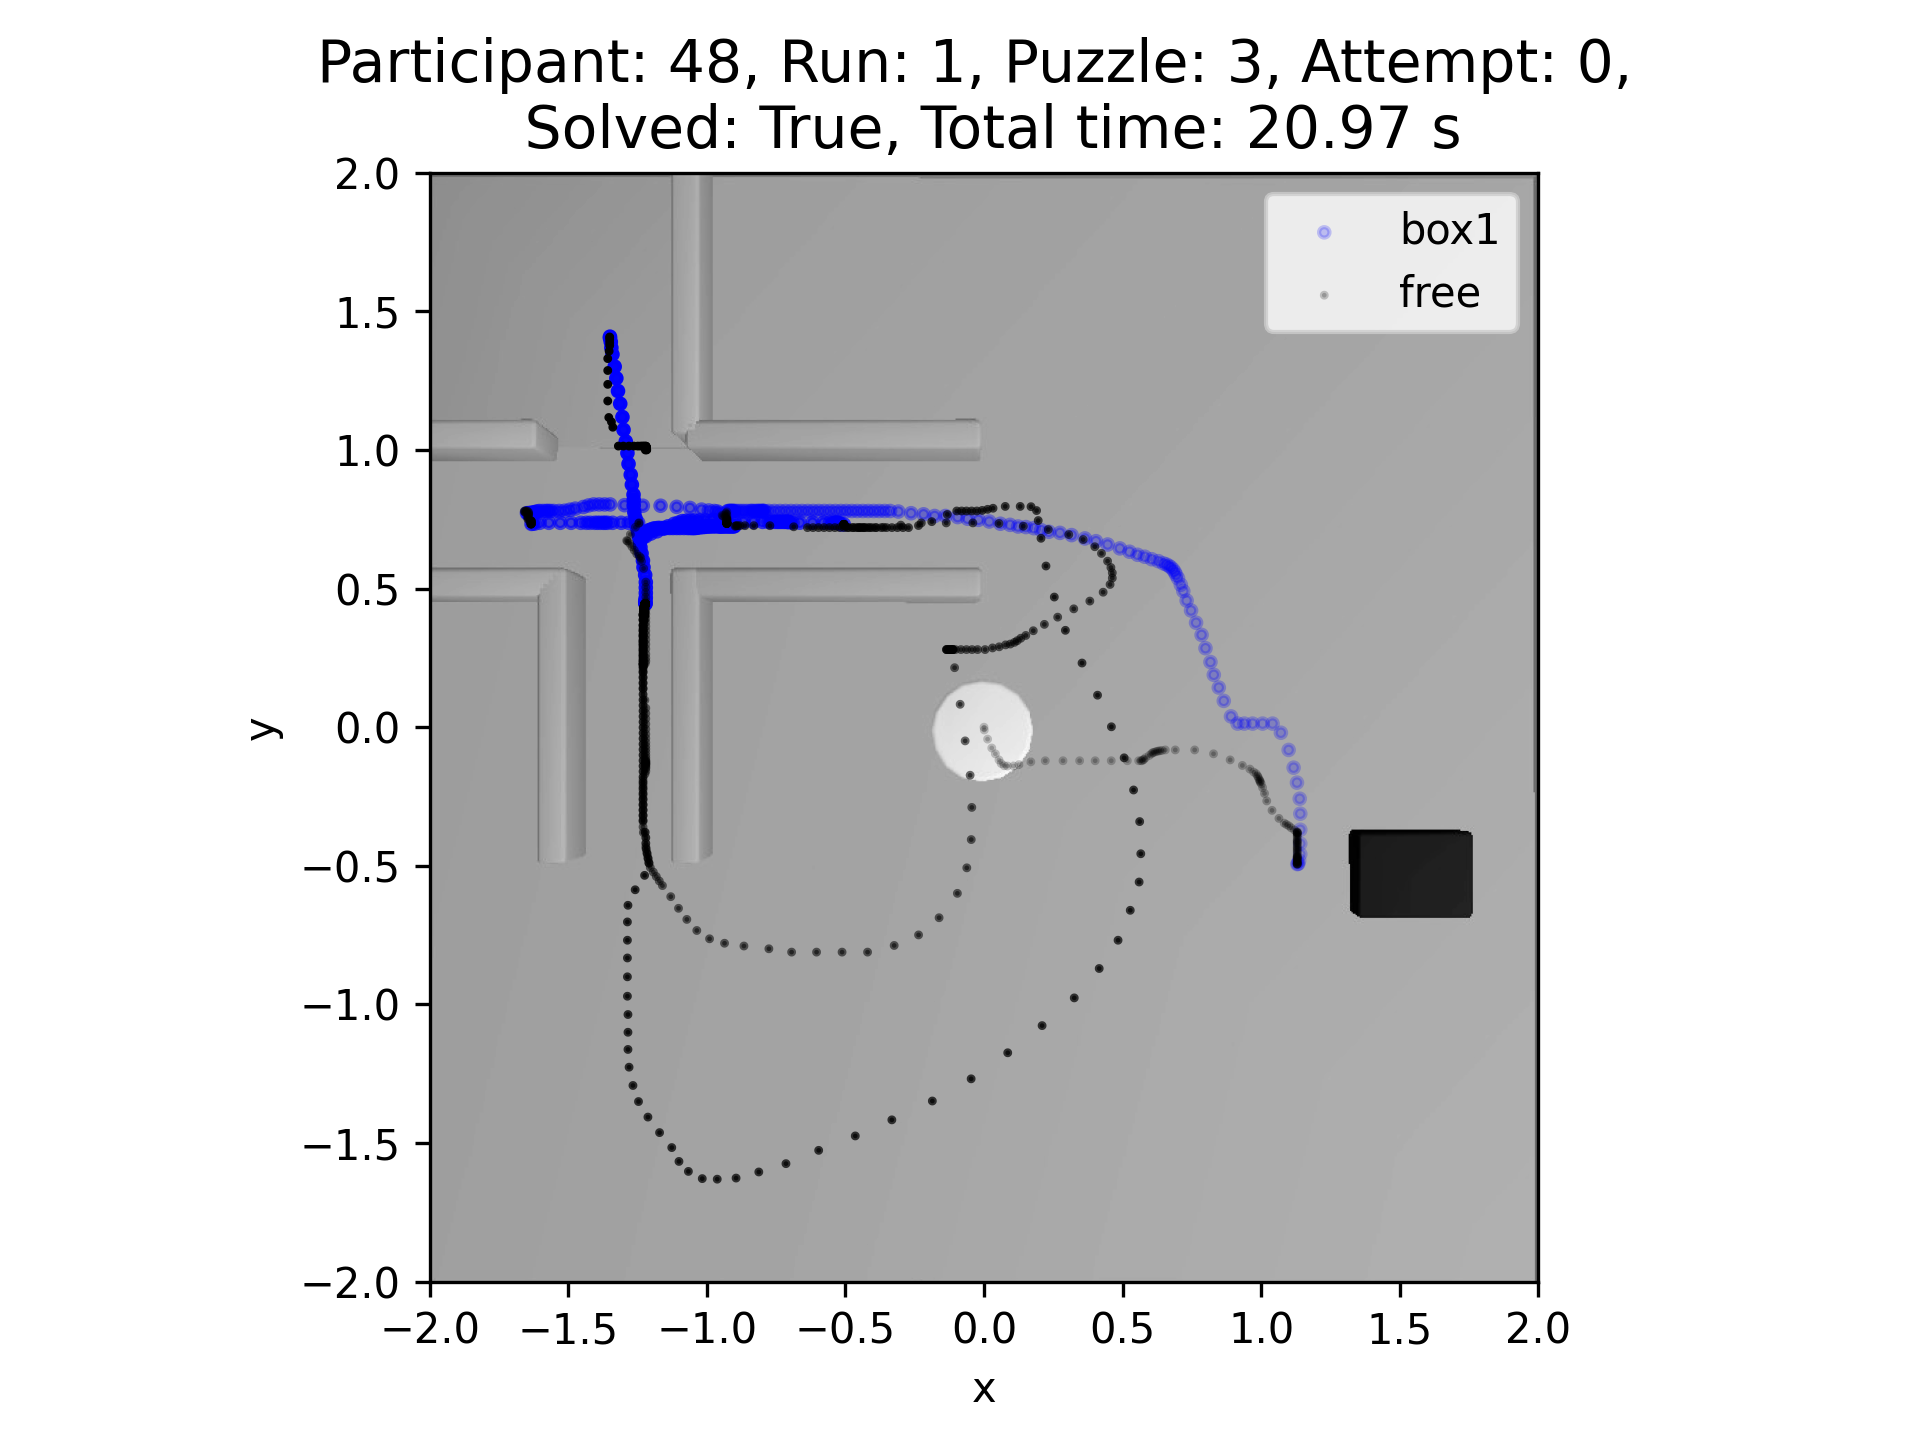 Participant: 48, Run: 1, Puzzle: 3, Attempt: 0,
Solved: True, Total time: 20.97 s
box1
free
2.0
1.5
1.0
0.5
0.0
−0.5
−1.0
−1.5
−2.0
y
−2.0 −1.5 −1.0 −0.5 0.0 0.5 1.0 1.5 2.0
x